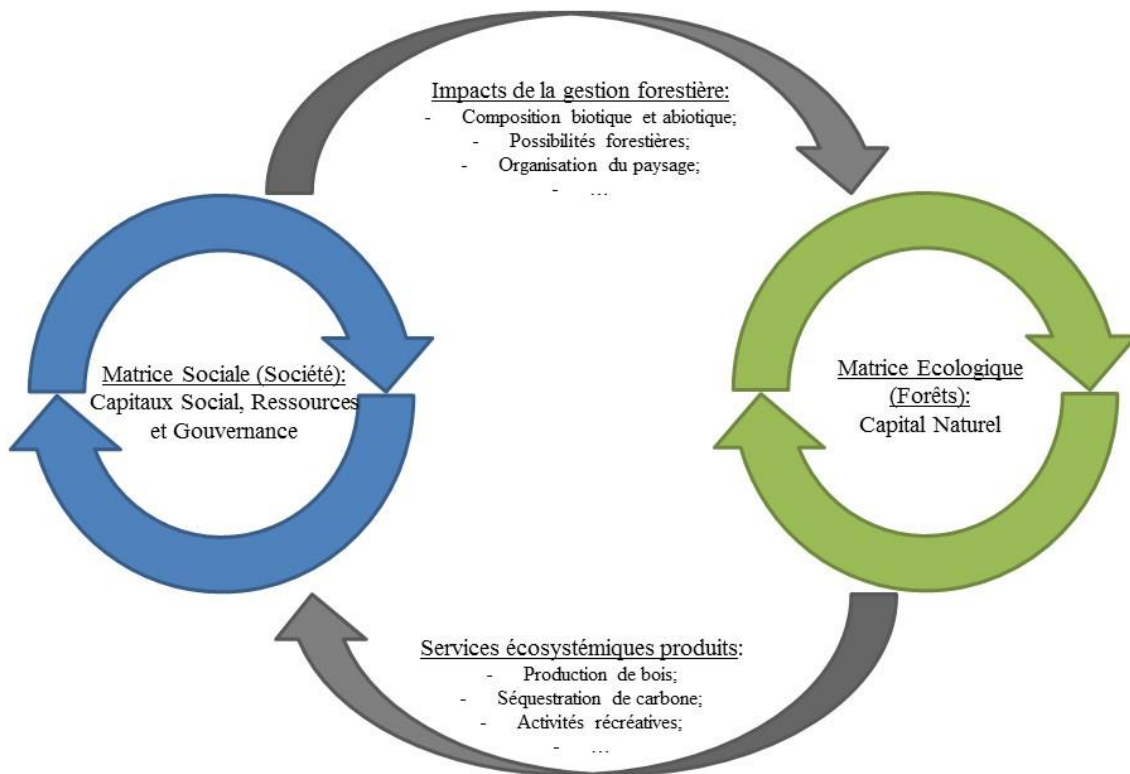 Impacts de la gestion forestière:
- Composition biotique et abiotique;
- Possibilités forestières;
- Organisation du paysage;
- …
Matrice Sociale (Société):
Capitaux Social, Ressources
et Gouvernance
Matrice Ecologique
(Forêts):
Capital Naturel
Services écosystémiques produits:
- Production de bois;
- Séquestration de carbone;
- Activités récréatives;
- …